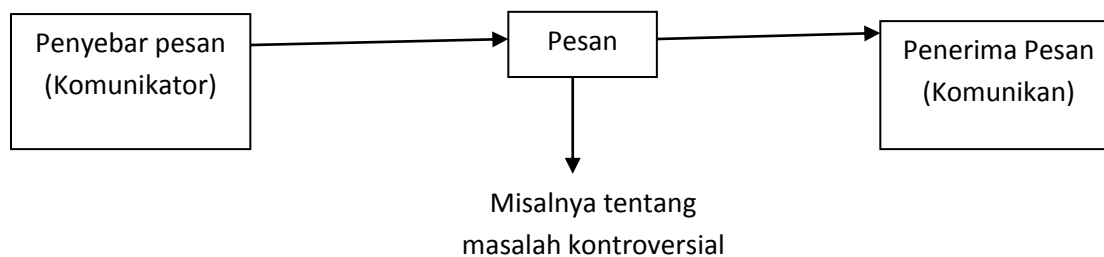 Penyebar pesan
(Komunikator)
Pesan
Penerima Pesan
(Komunikan)
Misalnya tentang
masalah kontroversial